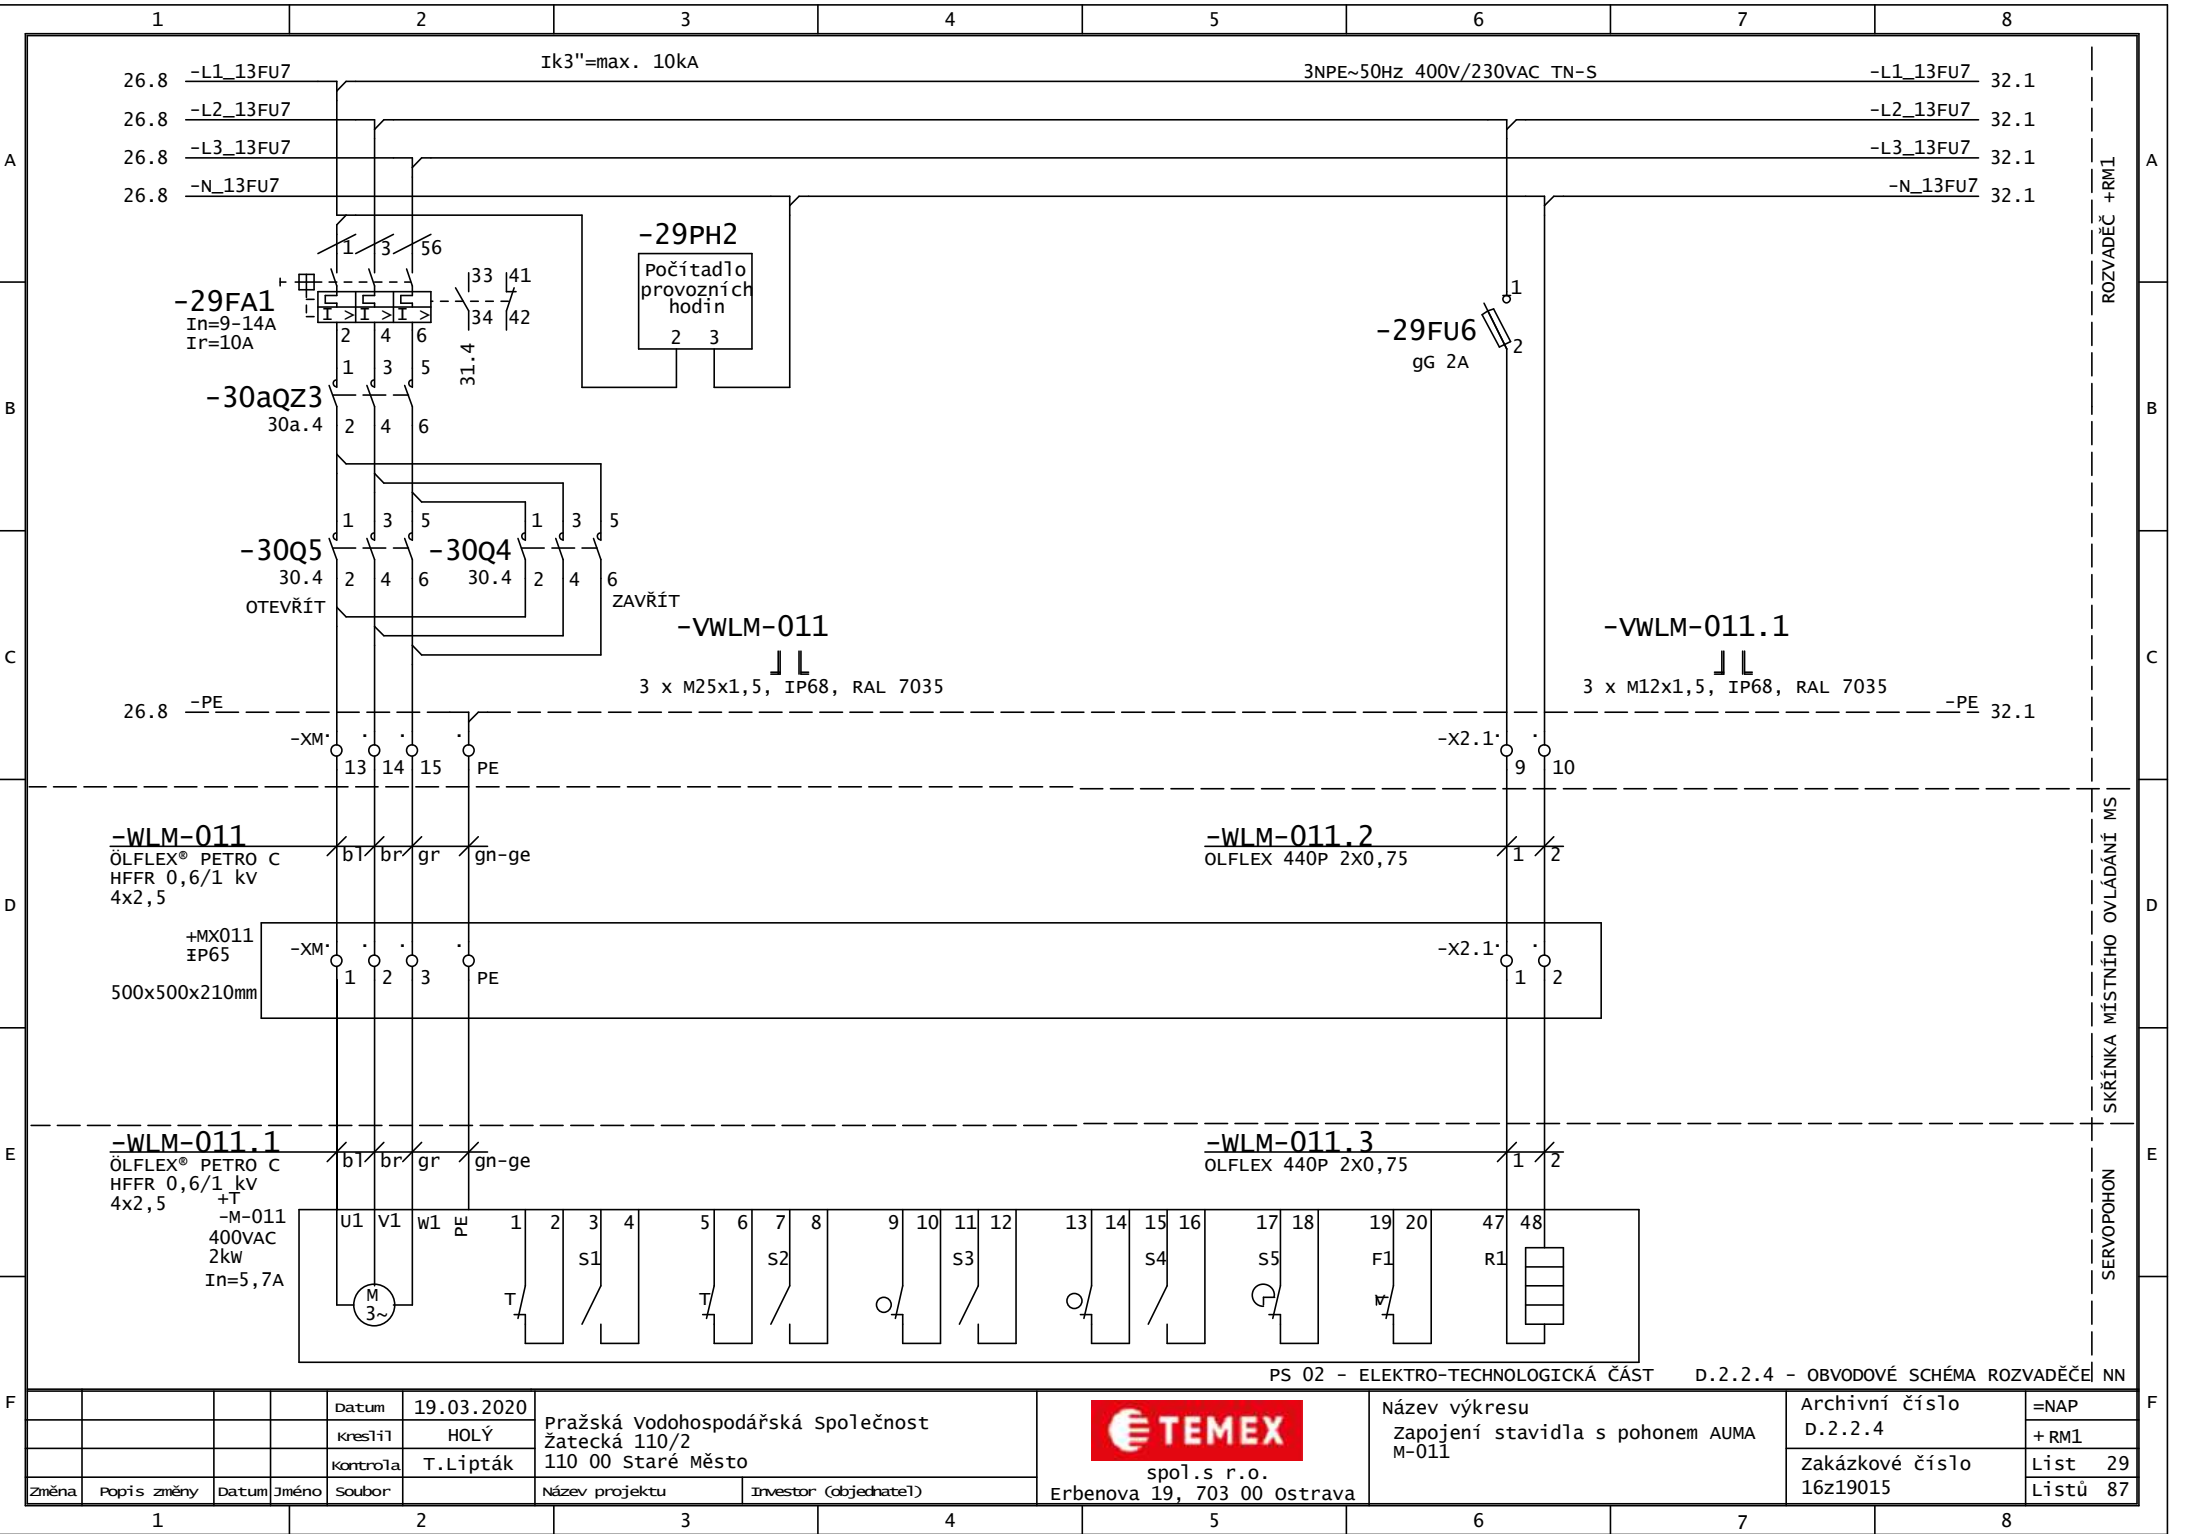 1 2 3 4 5 6 7 8
Ik3"=max. 10kA
3NPE~50Hz 400V/230VAC TN-S
26.8 -L1_13FU7 -L1_13FU7 32.1
26.8 -L2_13FU7 -L2_13FU7 32.1
26.8 -L3_13FU7 -L3_13FU7 32.1
26.8 -N_13FU7 -N_13FU7 32.1
A A
ROZVADĚČ +RM1
1 3 56
-29FA1
In=9-14A
Ir=10A
I > I > I >
33 41
34 42
31.4
2 4 6
-29PH2
Počítadlo
provozních
hodin
2 3
-29FU6
gG 2A
1
2
B B
1 3 5
-30aQZ3
30a.4
2 4 6
1 3 5
-30Q5
30.4
2 4 6
OTEVŘÍT
1 3 5
-30Q4
30.4
2 4 6
ZAVŘÍT
C C
-VWLM-011
3 x M25x1,5, IP68, RAL 7035
-VWLM-011.1
3 x M12x1,5, IP68, RAL 7035
26.8 -PE -PE 32.1
-XM 13 14 15 PE
-X2.1 9 10
SKŘÍNKA MÍSTNÍHO OVLÁDÁNÍ MS
-WLM-011
ÖLFLEX® PETRO C
HFFR 0,6/1 kV
4x2,5
bl br gr gn-ge
-WLM-011.2
OLFLEX 440P 2X0,75
1 2
D D
+MX011
IP65
500x500x210mm
-XM 1 2 3 PE
-X2.1 1 2
E E
-WLM-011.1
ÖLFLEX® PETRO C
HFFR 0,6/1 kV
4x2,5
bl br gr gn-ge
-WLM-011.3
OLFLEX 440P 2X0,75
1 2
SERVOPOHON
+T
-M-011
400VAC
2kW
In=5,7A
U1 V1 W1 PE 1 2 3 4 5 6 7 8 9 10 11 12 13 14 15 16 17 18 19 20 47 48
S1 S2 S3 S4 S5 F1 R1
M
3~
T T
PS 02 - ELEKTRO-TECHNOLOGICKÁ ČÁST D.2.2.4 - OBVODOVÉ SCHÉMA ROZVADĚČE NN
F F
Datum 19.03.2020
Kreslil HOLÝ
Kontrola T.Lipták
Změna Popis změny Datum Jméno Soubor
Pražská Vodohospodářská Společnost
Žatecká 110/2
110 00 Staré Město
Název projektu Investor (objednatel)
TEMEX
spol.s r.o.
Erbenova 19, 703 00 Ostrava
Název výkresu
Zapojení stavidla s pohonem AUMA
M-011
Archivní číslo
D.2.2.4
Zakázkové číslo
16z19015
=NAP
+ RM1
List 29
Listů 87
1 2 3 4 5 6 7 8